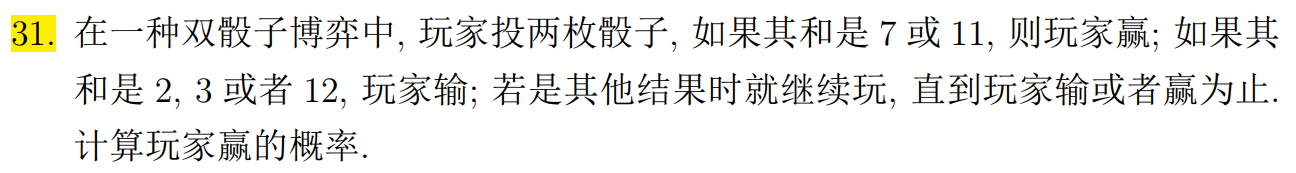 31. 在一种双骰子博弈中, 玩家投两枚骰子, 如果其和是 7 或 11, 则玩家赢; 如果其
和是 2, 3 或者 12, 玩家输; 若是其他结果时就继续玩, 直到玩家输或者赢为止.
计算玩家赢的概率.